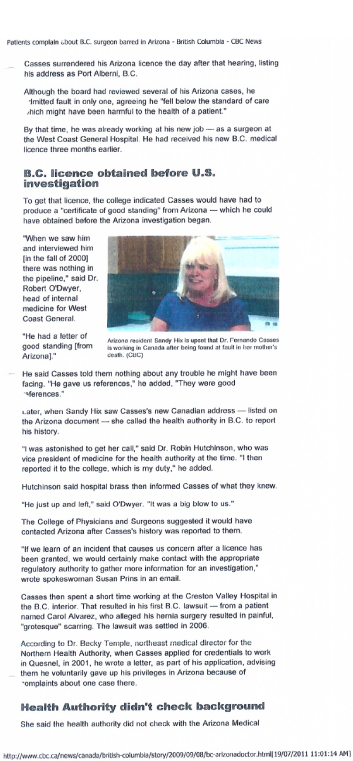 Patients complain about B.C. surgeon barred in Arizona - British Columbia - CBC News
Casses surrendered his Arizona licence the day after that hearing, listing
his address as Port Alberni, B.C.
Although the board had reviewed several of his Arizona cases, he
dmitted fault in only one, agreeing he "fell below the standard of care
which might have been harmful to the health of a patient."
By that time, he was already working at his new job — as a surgeon at
the West Coast General Hospital. He had received his new B.C. medical
licence three months earlier.
B.C. licence obtained before U.S.
investigation
To get that licence, the college indicated Casses would have had to
produce a "certificate of good standing" from Arizona — which he could
have obtained before the Arizona investigation began.
"When we saw him
and interviewed him
[in the fall of 2000]
there was nothing in
the pipeline," said Dr.
Robert O'Dwyer,
head of internal
medicine for West
Coast General.
"He had a letter of
good standing [from
Arizona]."
Arizona resident Sandy Hix is upset that Dr. Fernando Casses
is working in Canada after being found at fault in her mother's
death. (CBC)
He said Casses told them nothing about any trouble he might have been
facing. "He gave us references," he added, "They were good
references."
Later, when Sandy Hix saw Casses's new Canadian address — listed on
the Arizona document — she called the health authority in B.C. to report
his history.
"I was astonished to get her call," said Dr. Robin Hutchinson, who was
vice president of medicine for the health authority at the time. "I then
reported it to the college, which is my duty," he added.
Hutchinson said hospital brass then informed Casses of what they knew.
"He just up and left," said O'Dwyer. "It was a big blow to us."
The College of Physicians and Surgeons suggested it would have
contacted Arizona after Casses's history was reported to them.
"If we learn of an incident that causes us concern after a licence has
been granted, we would certainly make contact with the appropriate
regulatory authority to gather more information for an investigation,"
wrote spokeswoman Susan Prins in an email.
Casses then spent a short time working at the Creston Valley Hospital in
the B.C. interior. That resulted in his first B.C. lawsuit — from a patient
named Carol Alvarez, who alleged his hernia surgery resulted in painful,
"grotesque" scarring. The lawsuit was settled in 2006.
According to Dr. Becky Temple, northeast medical director for the
Northern Health Authority, when Casses applied for credentials to work
in Quesnel, in 2001, he wrote a letter, as part of his application, advising
them he voluntarily gave up his privileges in Arizona because of
complaints about one case there.
Health Authority didn't check background
She said the health authority did not check with the Arizona Medical
http://www.cbc.ca/news/canada/british-columbia/story/2009/09/08/bc-arizonadoctor.html[19/07/2011 11:01:14 AM]